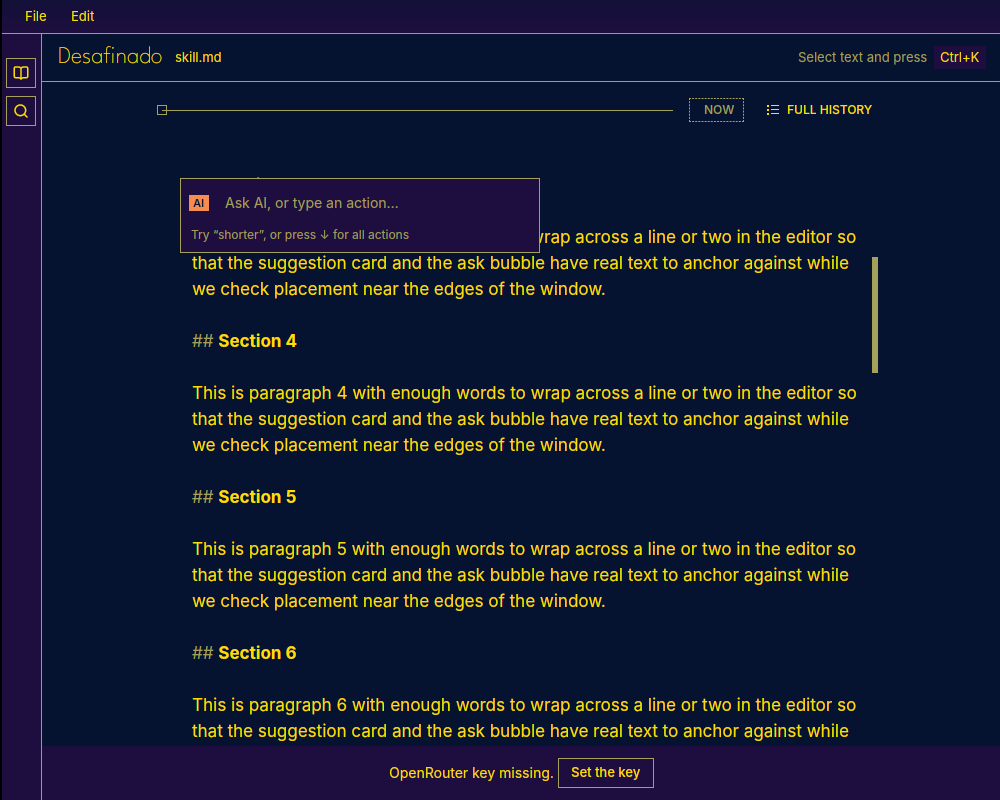 File Edit
Desafinado skill.md Select text and press Ctrl+K
NOW FULL HISTORY
AI Ask AI, or type an action...
Try “shorter”, or press ↓ for all actions
wrap across a line or two in the editor so
that the suggestion card and the ask bubble have real text to anchor against while
we check placement near the edges of the window.
## Section 4
This is paragraph 4 with enough words to wrap across a line or two in the editor so
that the suggestion card and the ask bubble have real text to anchor against while
we check placement near the edges of the window.
## Section 5
This is paragraph 5 with enough words to wrap across a line or two in the editor so
that the suggestion card and the ask bubble have real text to anchor against while
we check placement near the edges of the window.
## Section 6
This is paragraph 6 with enough words to wrap across a line or two in the editor so
that the suggestion card and the ask bubble have real text to anchor against while
OpenRouter key missing. Set the key